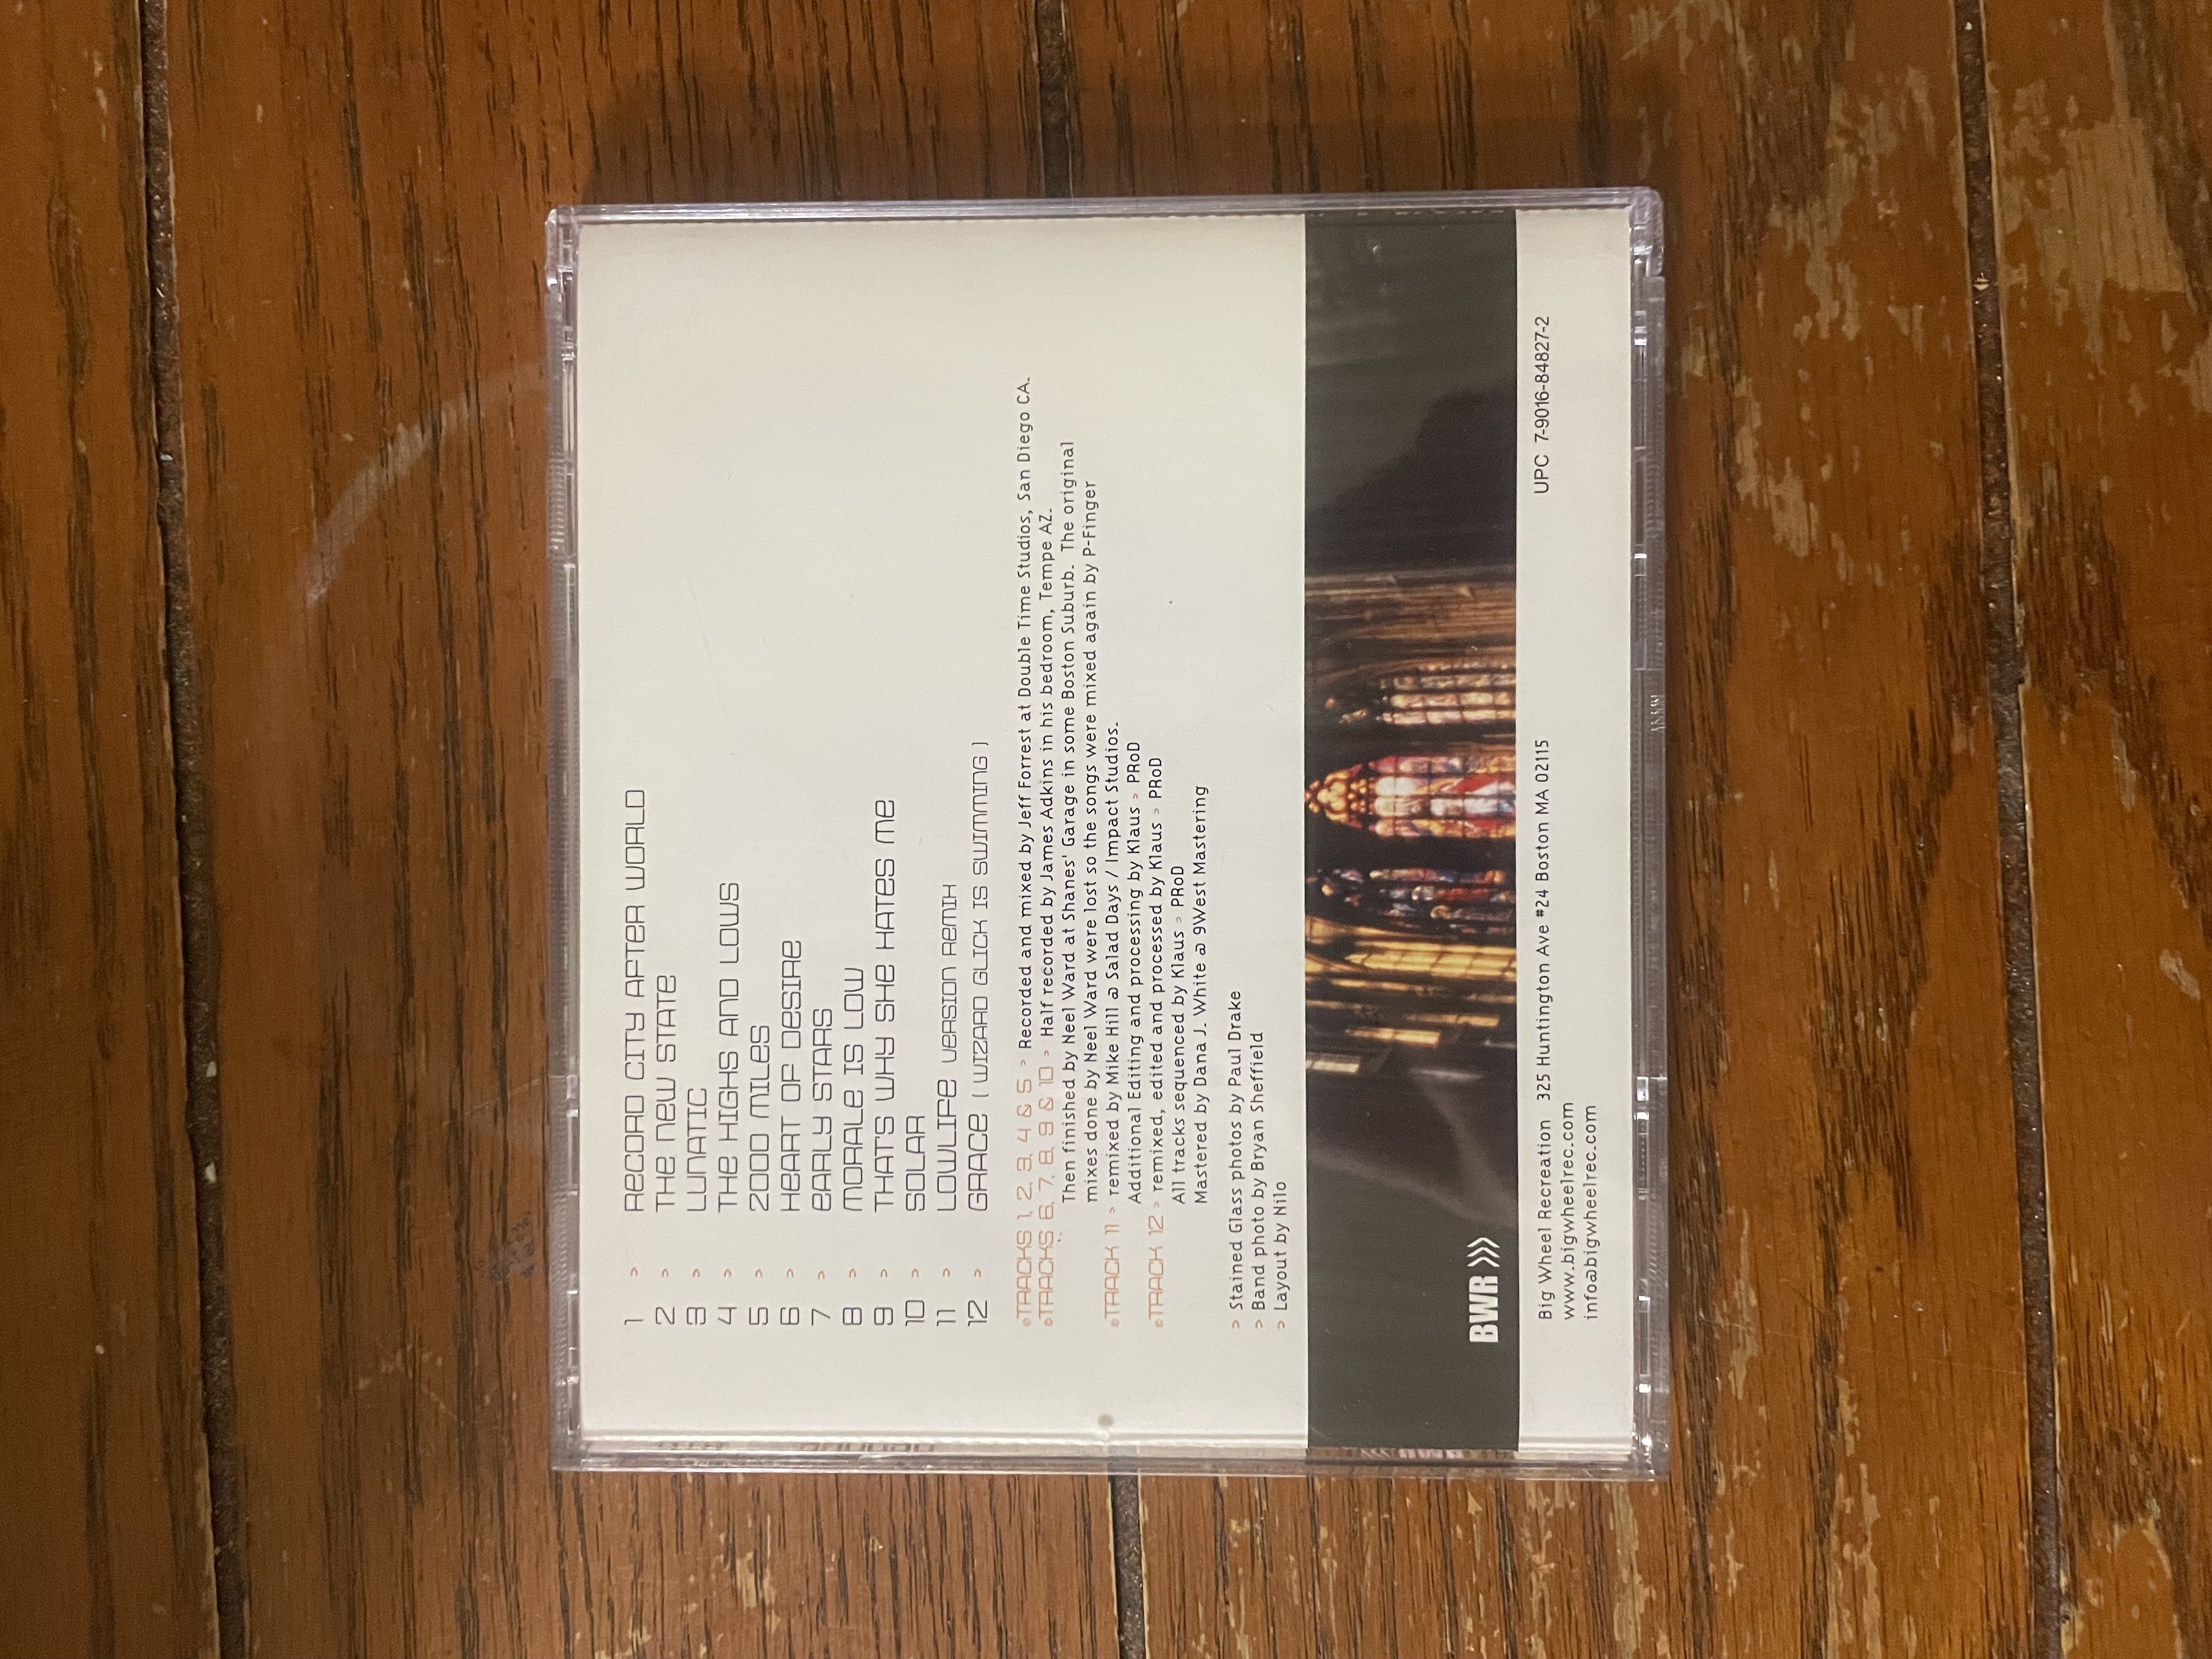 1 > RECORD CITY AFTER WORLD
2 > THE NEW STATE
3 > LUNATIC
4 > THE HIGHS AND LOWS
5 > 2000 MILES
6 > HEART OF DESIRE
7 > EARLY STARS
8 > MORALE IS LOW
9 > THAT'S WHY SHE HATES ME
10 > SOLAR
11 > LOWLIFE VERSION REMIX
12 > GRACE ( WIZARD GLICK IS SWIMMING )
©TRACKS 1, 2, 3, 4 & 5 > Recorded and mixed by Jeff Forrest at Double Time Studios, San Diego CA.
©TRACKS 6, 7, 8, 9 & 10 > Half recorded by James Adkins in his bedroom, Tempe AZ.
Then finished by Neel Ward at Shanes' Garage in some Boston Suburb. The original
mixes done by Neel Ward were lost so the songs were mixed again by P-Finger
©TRACK 11 > remixed by Mike Hill @ Salad Days / Impact Studios.
Additional Editing and processing by Klaus > PRoD
©TRACK 12 > remixed, edited and processed by Klaus > PRoD
All tracks sequenced by Klaus > PRoD
Mastered by Dana J. White @ 9West Mastering
> Stained Glass photos by Paul Drake
> Band photo by Bryan Sheffield
> Layout by Nilo
BWR >>>
Big Wheel Recreation 325 Huntington Ave #24 Boston MA 02115 UPC 7-9016-84827-2
www.bigwheelrec.com
info@bigwheelrec.com